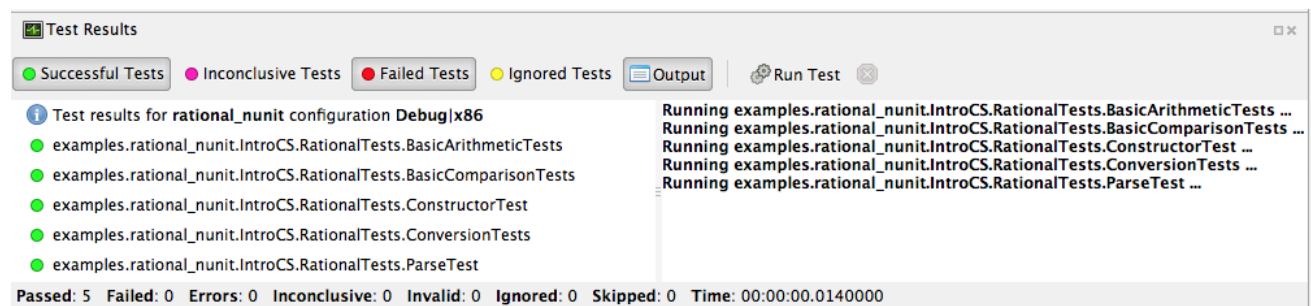 Test Results
Successful Tests Inconclusive Tests Failed Tests Ignored Tests Output Run Test
Test results for rational_nunit configuration Debug|x86
examples.rational_nunit.IntroCS.RationalTests.BasicArithmeticTests
examples.rational_nunit.IntroCS.RationalTests.BasicComparisonTests
examples.rational_nunit.IntroCS.RationalTests.ConstructorTest
examples.rational_nunit.IntroCS.RationalTests.ConversionTests
examples.rational_nunit.IntroCS.RationalTests.ParseTest
Running examples.rational_nunit.IntroCS.RationalTests.BasicArithmeticTests ...
Running examples.rational_nunit.IntroCS.RationalTests.BasicComparisonTests ...
Running examples.rational_nunit.IntroCS.RationalTests.ConstructorTest ...
Running examples.rational_nunit.IntroCS.RationalTests.ConversionTests ...
Running examples.rational_nunit.IntroCS.RationalTests.ParseTest ...
Passed: 5 Failed: 0 Errors: 0 Inconclusive: 0 Invalid: 0 Ignored: 0 Skipped: 0 Time: 00:00:00.0140000